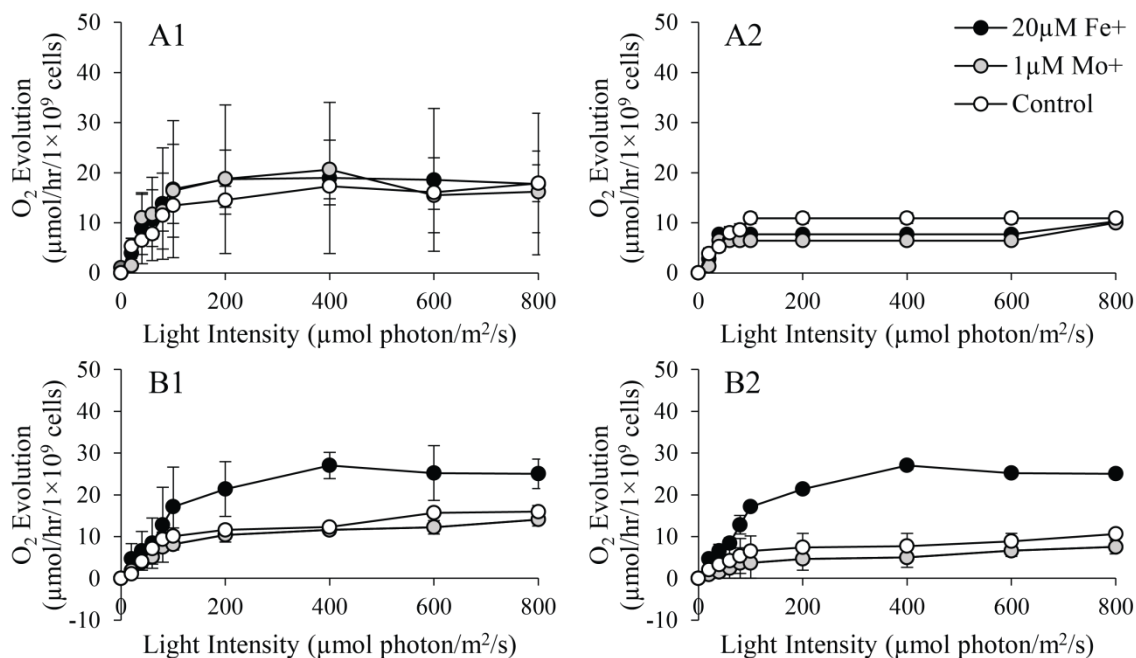 A1
50
40
30
20
10
0
O₂ Evolution
(µmol/hr/1×10⁹ cells)
0 200 400 600 800
Light Intensity (µmol photon/m²/s)
A2
20µM Fe+
1µM Mo+
Control
50
40
30
20
10
0
O₂ Evolution
(µmol/hr/1×10⁹ cells)
0 200 400 600 800
Light Intensity (µmol photon/m²/s)
B1
50
40
30
20
10
0
-10
O₂ Evolution
(µmol/hr/1×10⁹ cells)
0 200 400 600 800
Light Intensity (µmol photon/m²/s)
B2
50
40
30
20
10
0
-10
O₂ Evolution
(µmol/hr/1×10⁹ cells)
0 200 400 600 800
Light Intensity (µmol photon/m²/s)